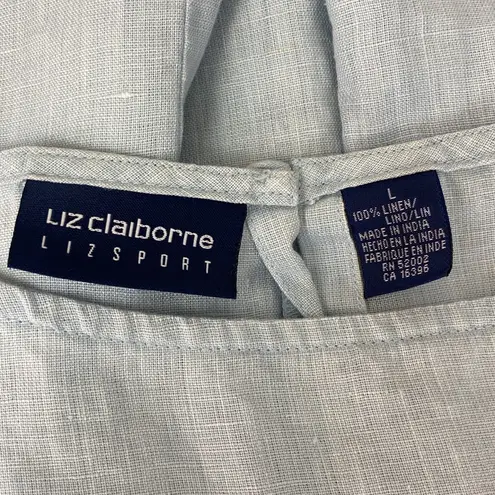 Liz claiborne
LIZSPORT
L
100% LINEN/
LINO/LIN
MADE IN INDIA
HECHO EN LA INDIA
FABRIQUE EN INDE
RN 52002
CA 16396